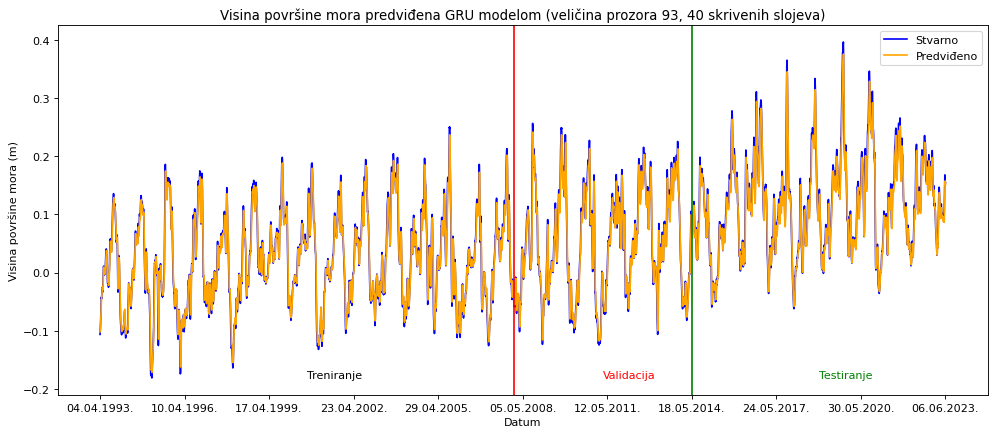 Visina površine mora predviđena GRU modelom (veličina prozora 93, 40 skrivenih slojeva)
Stvarno
Predviđeno
Visina površine mora (m)
0.4
0.3
0.2
0.1
0.0
−0.1
−0.2
Treniranje
Validacija
Testiranje
04.04.1993. 10.04.1996. 17.04.1999. 23.04.2002. 29.04.2005. 05.05.2008. 12.05.2011. 18.05.2014. 24.05.2017. 30.05.2020. 06.06.2023.
Datum